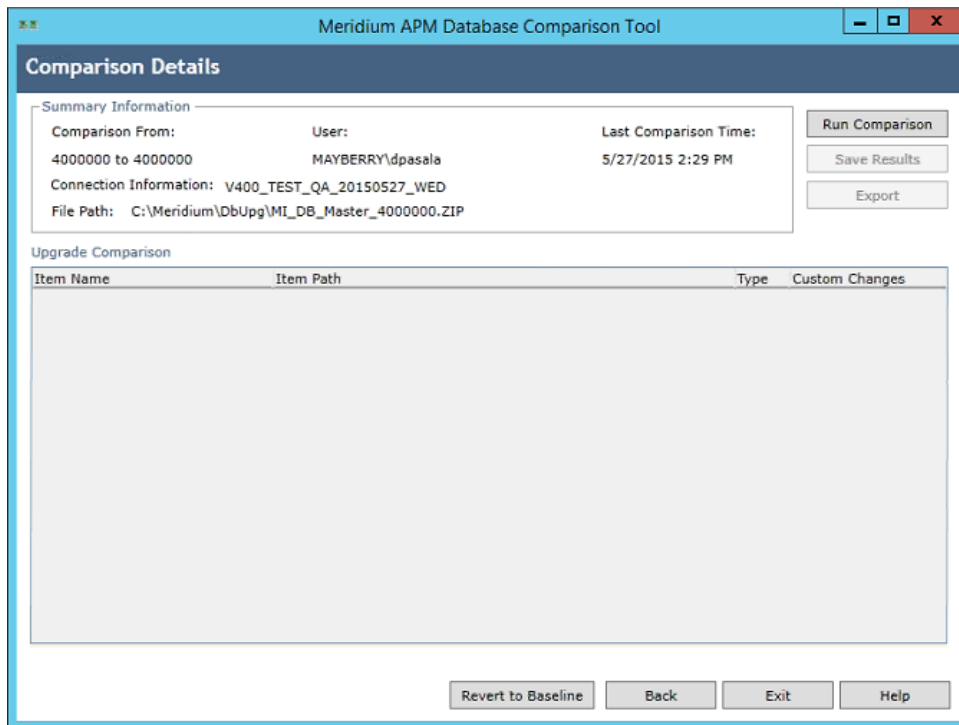 Meridium APM Database Comparison Tool
Comparison Details
Summary Information
Comparison From: User: Last Comparison Time:
4000000 to 4000000 MAYBERRY\dpasala 5/27/2015 2:29 PM
Connection Information: V400_TEST_QA_20150527_WED
File Path: C:\Meridium\DbUpg\MI_DB_Master_4000000.ZIP
Run Comparison
Save Results
Export
Upgrade Comparison
Item Name Item Path Type Custom Changes
Revert to Baseline Back Exit Help